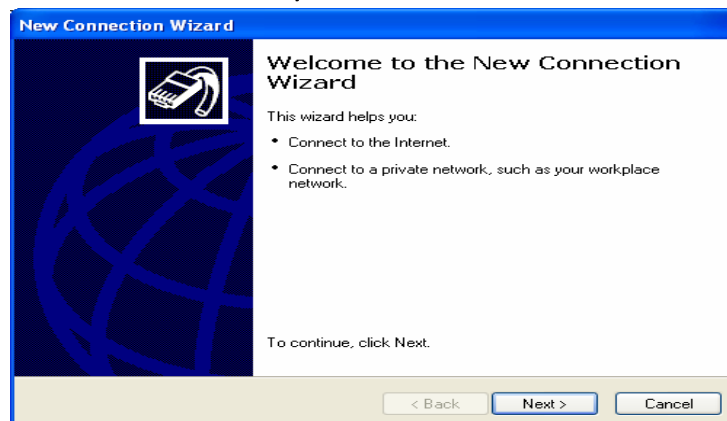 New Connection Wizard
Welcome to the New Connection
Wizard
This wizard helps you:
• Connect to the Internet.
• Connect to a private network, such as your workplace
network.
To continue, click Next.
< Back Next > Cancel